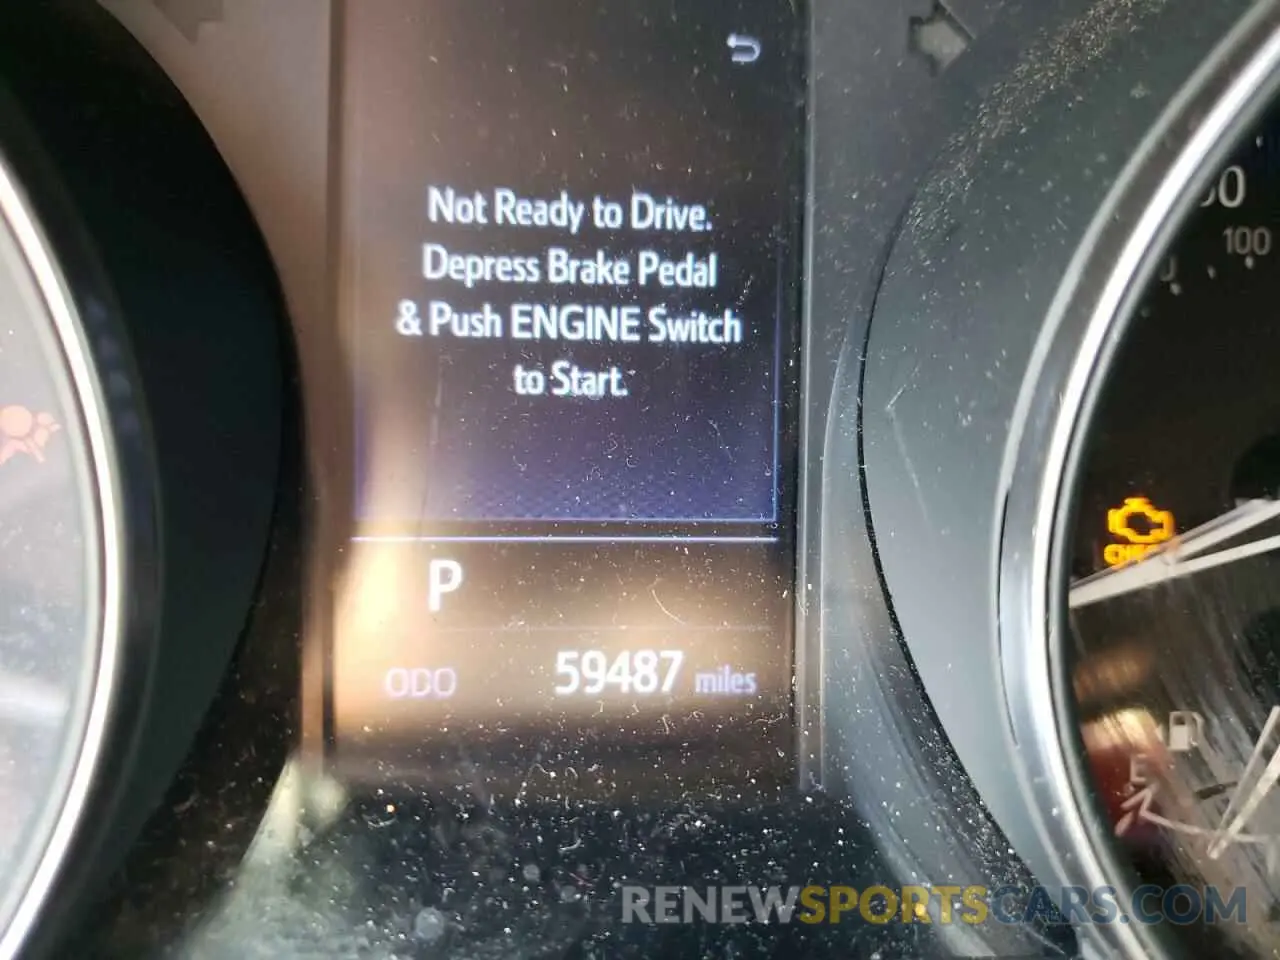 Not Ready to Drive.
Depress Brake Pedal
& Push ENGINE Switch
to Start.
100
P
ODO 59487 miles
E
RENEWSPORTSCARS.COM